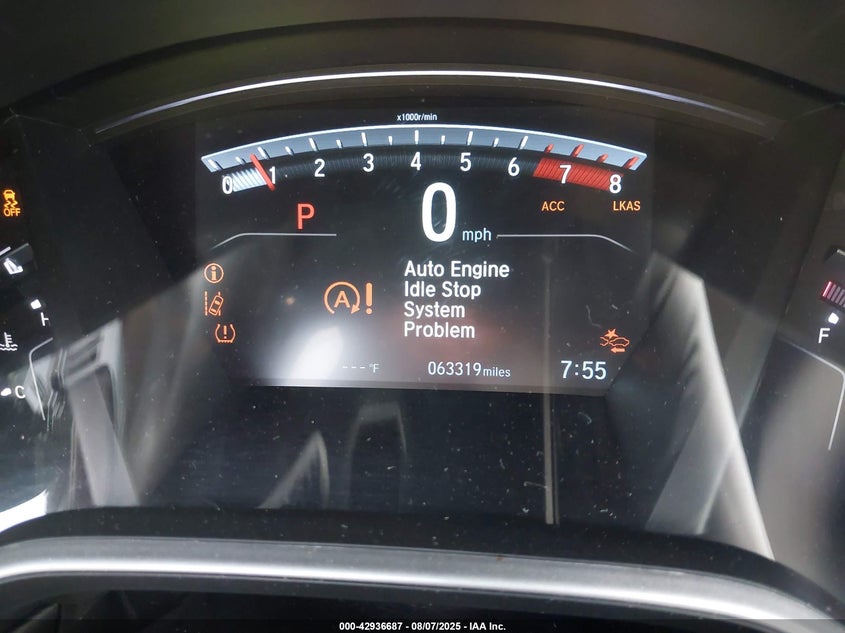 x1000r/min
0 1 2 3 4 5 6 7 8
OFF
P
0 mph
ACC
LKAS
i
A!
Auto Engine
Idle Stop
System
Problem
H
F
C
---°F
063319 miles
7:55
000-42936687 - 08/07/2025 - IAA Inc.